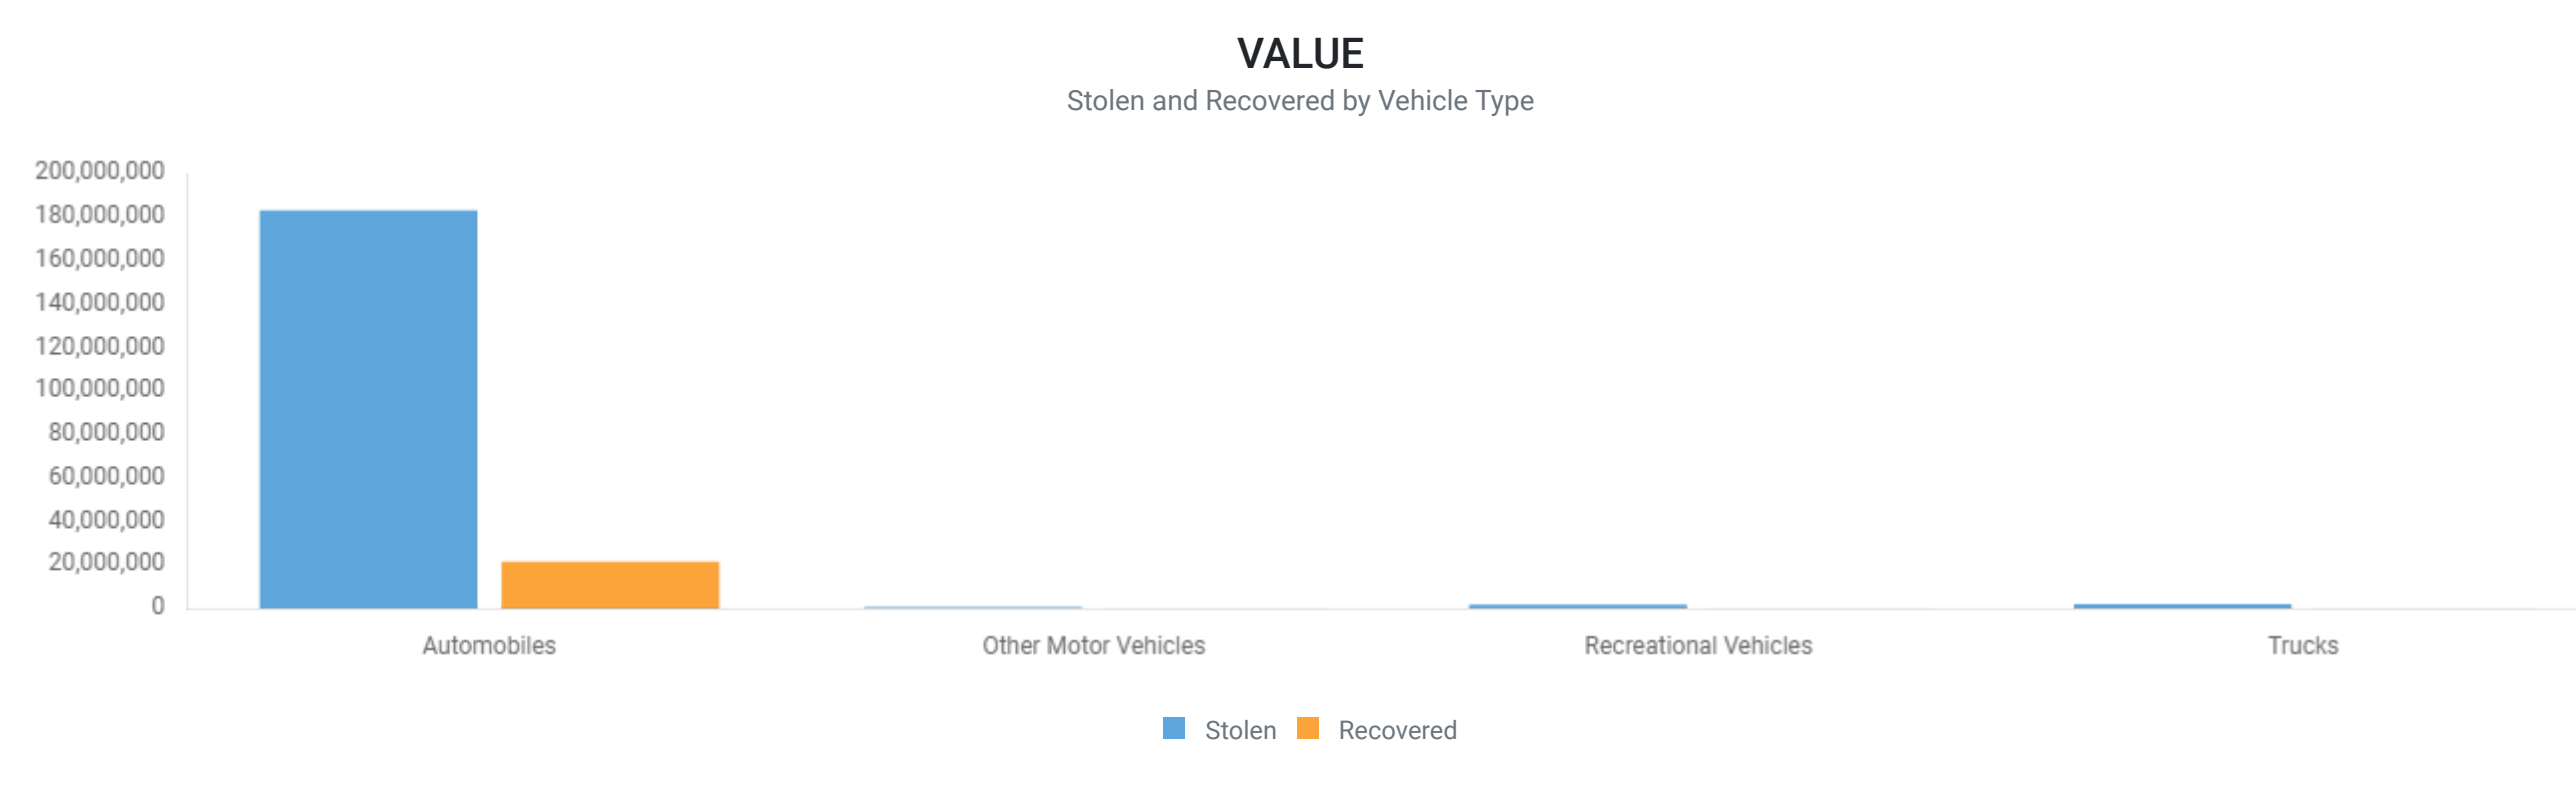 VALUE
Stolen and Recovered by Vehicle Type
200,000,000
180,000,000
160,000,000
140,000,000
120,000,000
100,000,000
80,000,000
60,000,000
40,000,000
20,000,000
0
Automobiles Other Motor Vehicles Recreational Vehicles Trucks
Stolen Recovered